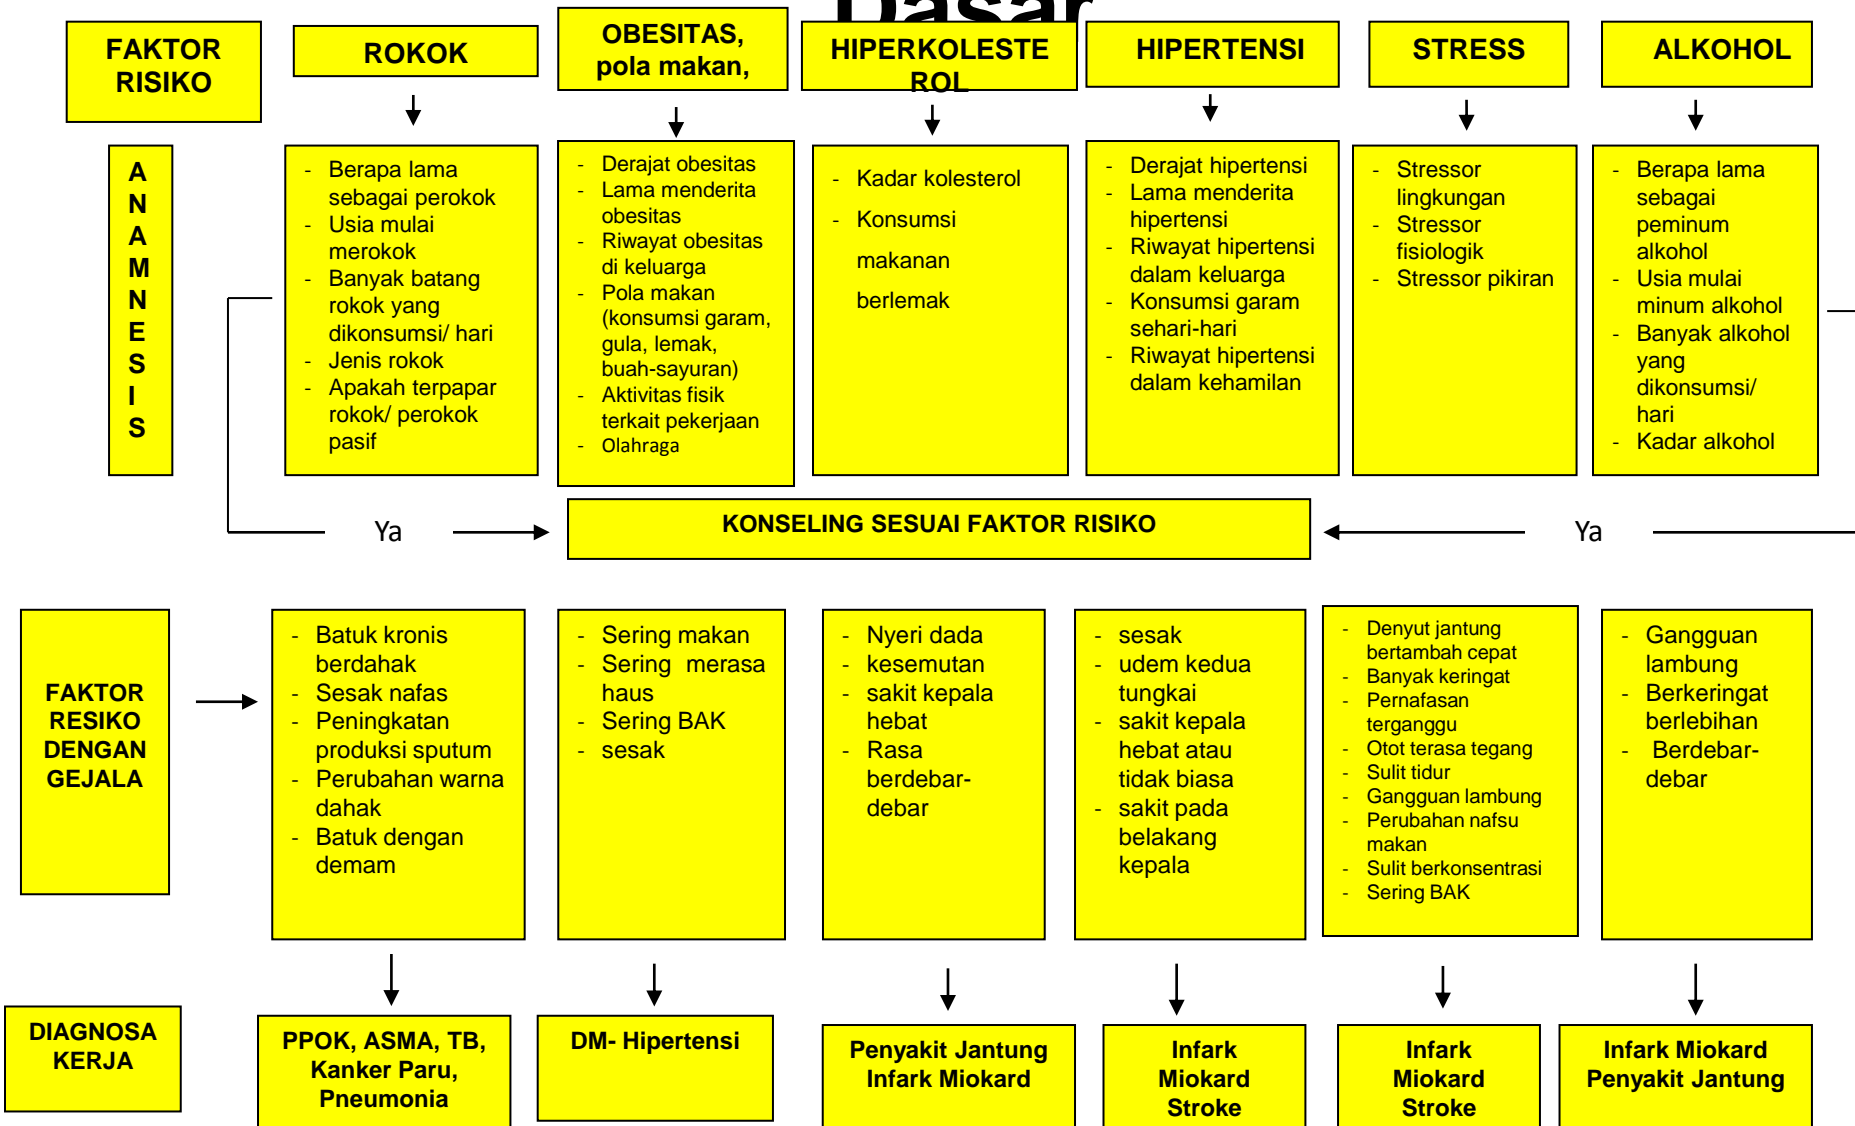 Dasar
FAKTOR
RISIKO
ROKOK
OBESITAS,
pola makan,
HIPERKOLESTE
ROL
HIPERTENSI
STRESS
ALKOHOL
A
N
A
M
N
E
S
I
S
- Berapa lama
sebagai perokok
- Usia mulai
merokok
- Banyak batang
rokok yang
dikonsumsi/ hari
- Jenis rokok
- Apakah terpapar
rokok/ perokok
pasif
- Derajat obesitas
- Lama menderita
obesitas
- Riwayat obesitas
di keluarga
- Pola makan
(konsumsi garam,
gula, lemak,
buah-sayuran)
- Aktivitas fisik
terkait pekerjaan
- Olahraga
- Kadar kolesterol
- Konsumsi
makanan
berlemak
- Derajat hipertensi
- Lama menderita
hipertensi
- Riwayat hipertensi
dalam keluarga
- Konsumsi garam
sehari-hari
- Riwayat hipertensi
dalam kehamilan
- Stressor
lingkungan
- Stressor
fisiologik
- Stressor pikiran
- Berapa lama
sebagai
peminum
alkohol
- Usia mulai
minum alkohol
- Banyak alkohol
yang
dikonsumsi/
hari
- Kadar alkohol
Ya
KONSELING SESUAI FAKTOR RISIKO
Ya
FAKTOR
RESIKO
DENGAN
GEJALA
- Batuk kronis
berdahak
- Sesak nafas
- Peningkatan
produksi sputum
- Perubahan warna
dahak
- Batuk dengan
demam
- Sering makan
- Sering merasa
haus
- Sering BAK
- sesak
- Nyeri dada
- kesemutan
- sakit kepala
hebat
- Rasa
berdebar-
debar
- sesak
- udem kedua
tungkai
- sakit kepala
hebat atau
tidak biasa
- sakit pada
belakang
kepala
- Denyut jantung
bertambah cepat
- Banyak keringat
- Pernafasan
terganggu
- Otot terasa tegang
- Sulit tidur
- Gangguan lambung
- Perubahan nafsu
makan
- Sulit berkonsentrasi
- Sering BAK
- Gangguan
lambung
- Berkeringat
berlebihan
- Berdebar-
debar
DIAGNOSA
KERJA
PPOK, ASMA, TB,
Kanker Paru,
Pneumonia
DM- Hipertensi
Penyakit Jantung
Infark Miokard
Infark
Miokard
Stroke
Infark
Miokard
Stroke
Infark Miokard
Penyakit Jantung